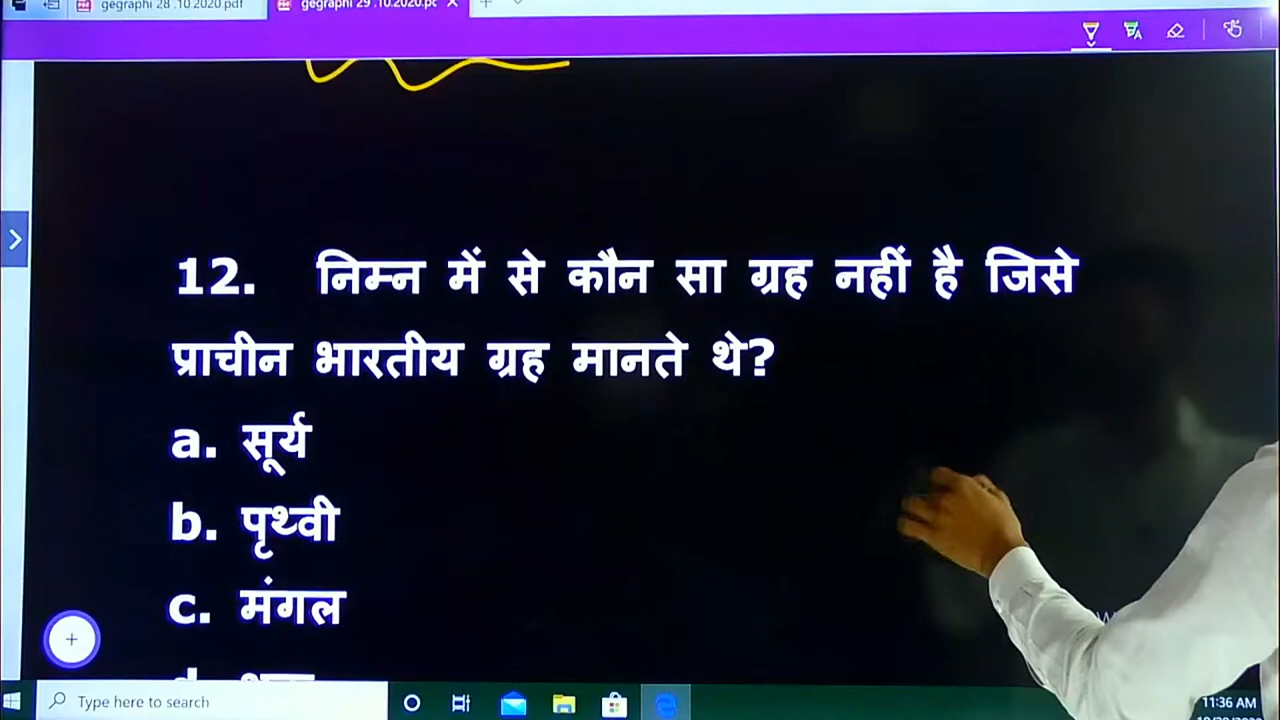 gegraphi 28 .10.2020.pdf
gegraphi 29 .10.2020.pc
12. निम्न में से कौन सा ग्रह नहीं है जिसे
प्राचीन भारतीय ग्रह मानते थे?
a. सूर्य
b. पृथ्वी
c. मंगल
Type here to search
11:36 AM